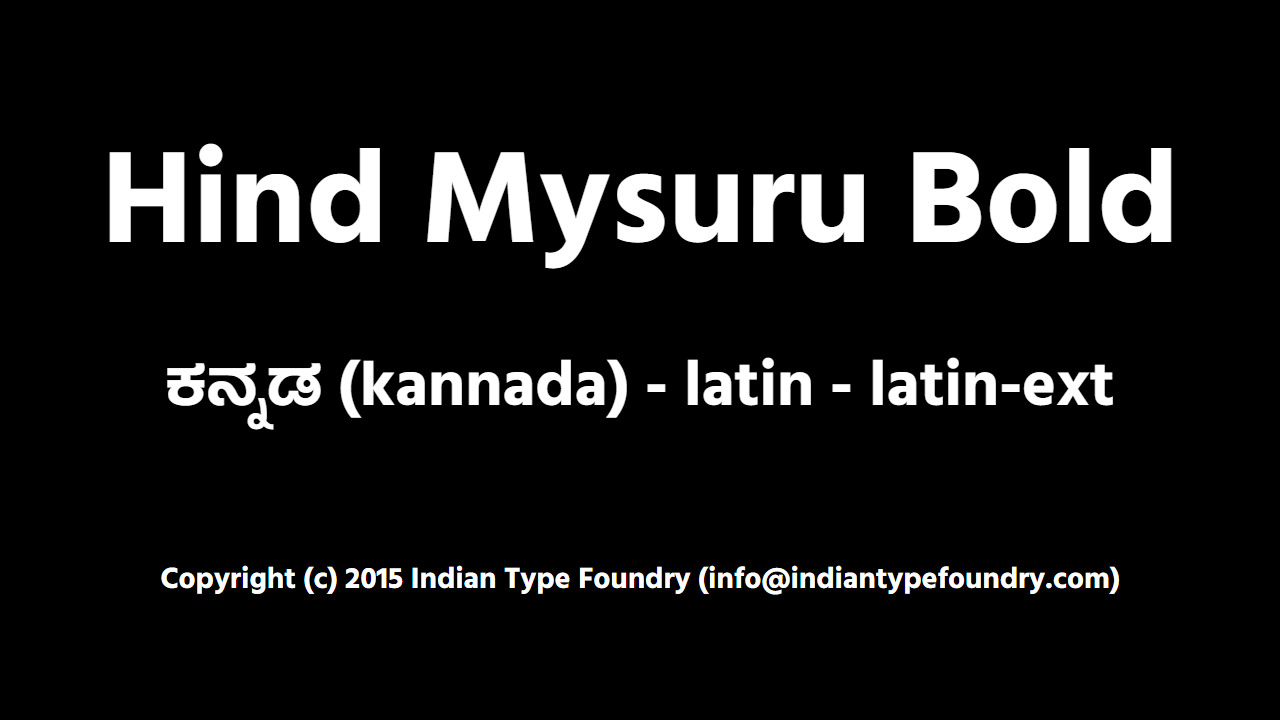 Hind Mysuru Bold
ಕನ್ನಡ (kannada) - latin - latin-ext
Copyright (c) 2015 Indian Type Foundry (info@indiantypefoundry.com)